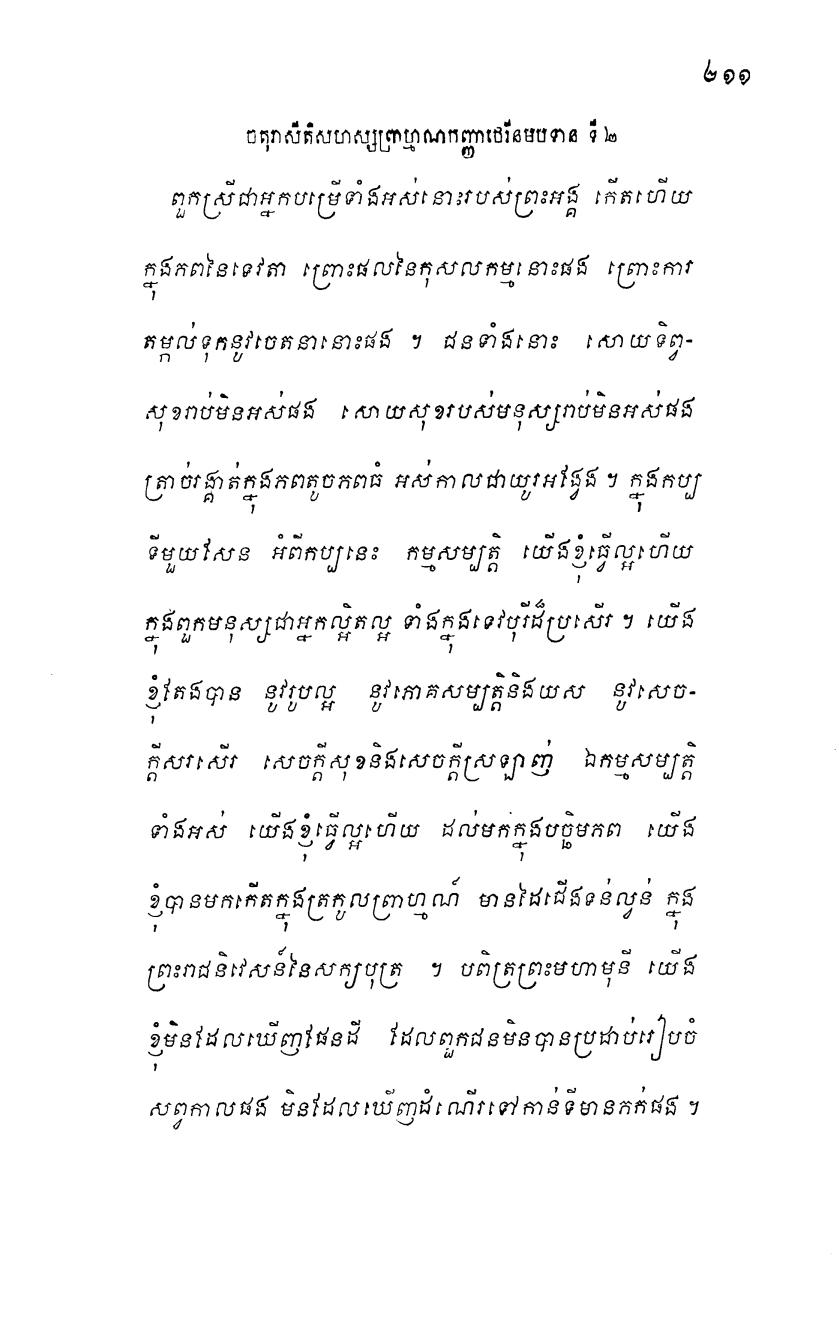 ២១១
ចតុរាសីតិសហស្សព្រាហ្មណកញ្ញាថេរីនមបទាន ទី ២
ពួកស្រីជាអ្នកបម្រើទាំងអស់នោះរបស់ព្រះអង្គ កើតហើយ
ក្នុងភពនៃទេវតា ព្រោះផលនៃកុសលកម្មនោះផង ព្រោះការ
តម្កល់ទុកនូវចេតនានោះផង ។ ជនទាំងនោះ សោយទិព្វ-
សុខរាប់មិនអស់ផង សោយសុខរបស់មនុស្សរាប់មិនអស់ផង
ត្រាច់រង្គាត់ក្នុងភពតូចភពធំ អស់កាលជាយូរអង្វែង ។ ក្នុងកប្ប
ទីមួយសែន អំពីកប្បនេះ កម្មសម្បត្តិ យើងខ្ញុំធ្វើល្អហើយ
ក្នុងពួកមនុស្សជាអ្នកល្អិតល្អ ទាំងក្នុងទេវបុរីដ៏ប្រសើរ ។ យើង
ខ្ញុំតែងបាន នូវរូបល្អ នូវភោគសម្បត្តិនិងយស នូវសេច-
ក្តីសរសើរ សេចក្តីសុខនិងសេចក្តីស្រឡាញ់ ឯកម្មសម្បត្តិ
ទាំងអស់ យើងខ្ញុំធ្វើល្អហើយ ដល់មកក្នុងបច្ឆិមភព យើង
ខ្ញុំបានមកកើតក្នុងត្រកូលព្រាហ្មណ៍ មានដៃជើងទន់ល្វន់ ក្នុង
ព្រះរាជនិវេសន៍នៃសក្យបុត្រ ។ បពិត្រព្រះមហាមុនី យើង
ខ្ញុំមិនដែលឃើញផែនដី ដែលពួកជនមិនបានប្រដាប់រៀបចំ
សព្វកាលផង មិនដែលឃើញដំណើរទៅកាន់ទីមានភក់ផង ។